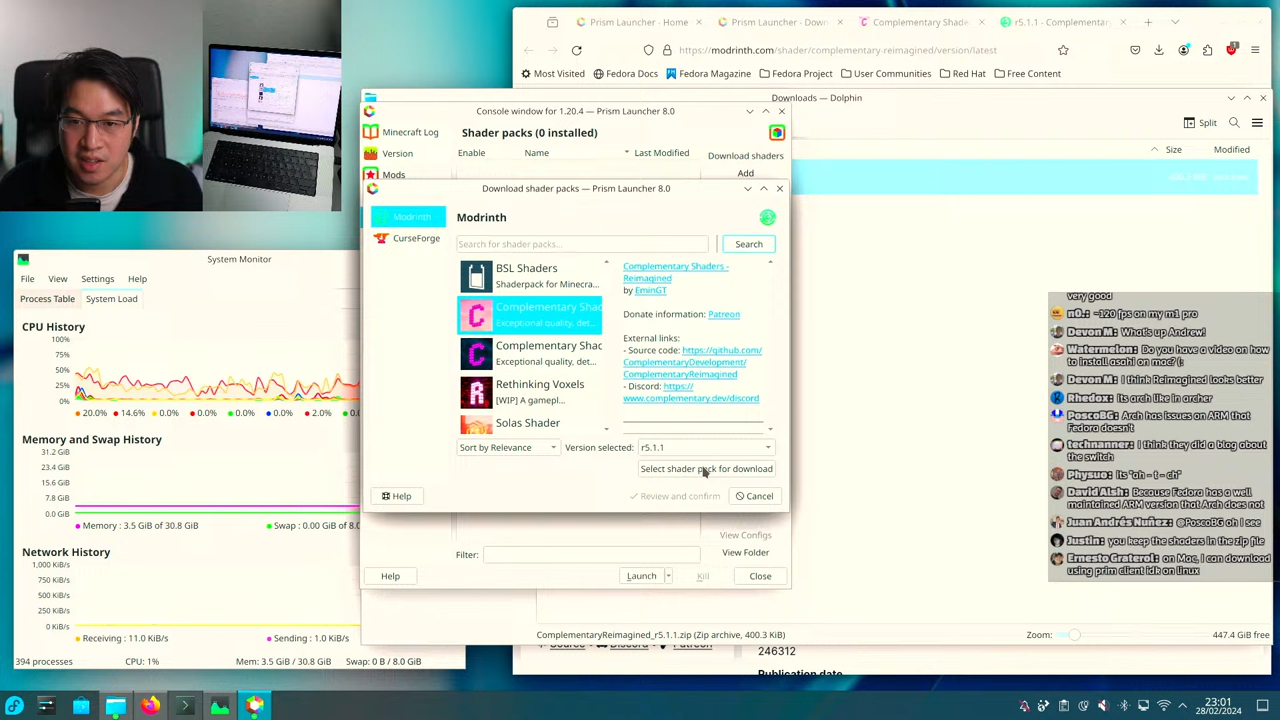 Prism Launcher - Home
Prism Launcher - Dow
Complementary Shade
r5.1.1 - Complementary
https://modrinth.com/shader/complementary-reimagined/version/latest
Most Visited
Fedora Docs
Fedora Magazine
Fedora Project
User Communities
Red Hat
Free Content
Downloads — Dolphin
Split
Size
Modified
Console window for 1.20.4 — Prism Launcher 8.0
Minecraft Log
Version
Mods
Shader packs (0 installed)
Enable
Name
Last Modified
Download shaders
Add
Download shader packs — Prism Launcher 8.0
Modrinth
CurseForge
Modrinth
Search for shader packs...
Search
BSL Shaders
Shaderpack for Minecra...
Complementary Shad
Exceptional quality, det...
Complementary Shad
Exceptional quality, det...
Rethinking Voxels
[WIP] A gamepl...
Solas Shader
Complementary Shaders -
Reimagined
by EminGT
Donate information: Patreon
External links:
- Source code: https://github.com/
ComplementaryDevelopment/
ComplementaryReimagined
- Discord: https://
www.complementary.dev/discord
Sort by Relevance
Version selected:
r5.1.1
Select shader pack for download
Help
Review and confirm
Cancel
View Configs
View Folder
Filter:
Help
Launch
Kill
Close
ComplementaryReimagined_r5.1.1.zip (Zip archive, 400.3 KiB)
Zoom:
447.4 GiB free
Source
Discord
Patreon
246312
Publication date
System Monitor
File
View
Settings
Help
Process Table
System Load
CPU History
100%
75%
50%
25%
0%
20.0%
14.6%
0.0%
0.0%
0.0%
2.0%
0.0%
Memory and Swap History
31.2 GiB
23.4 GiB
15.6 GiB
7.8 GiB
0.0 GiB
Memory : 3.5 GiB of 30.8 GiB
Swap : 0.00 GiB of 8.0
Network History
1,000 KiB/s
750 KiB/s
500 KiB/s
250 KiB/s
0 KiB/s
Receiving : 11.0 KiB/s
Sending : 1.0 KiB/s
394 processes
CPU: 1%
Mem: 3.5 GiB / 30.8 GiB
Swap: 0 B / 8.0 GiB
very good
n0.: ~120 fps on my m1 pro
Devon M: What's up Andrew!
Watermelon: Do you have a video on how
to install asahi on mac? (:
Devon M: I think Reimagined looks better
Rhedox: its arch like in archer
PoscoBG: Arch has issues on ARM that
Fedora doesn't
technanner: I think they did a blog about
the switch
Physuo: Its "ah - t - ch"
David Alsh: Because Fedora has a well
maintained ARM version that Arch does not
Juan Andrés Nuñez: @PoscoBG oh I see
Justin: you keep the shoders in the zip file
Ernesto Graterol: on Mac, I can download
using prim client idk on linux
23:01
28/02/2024